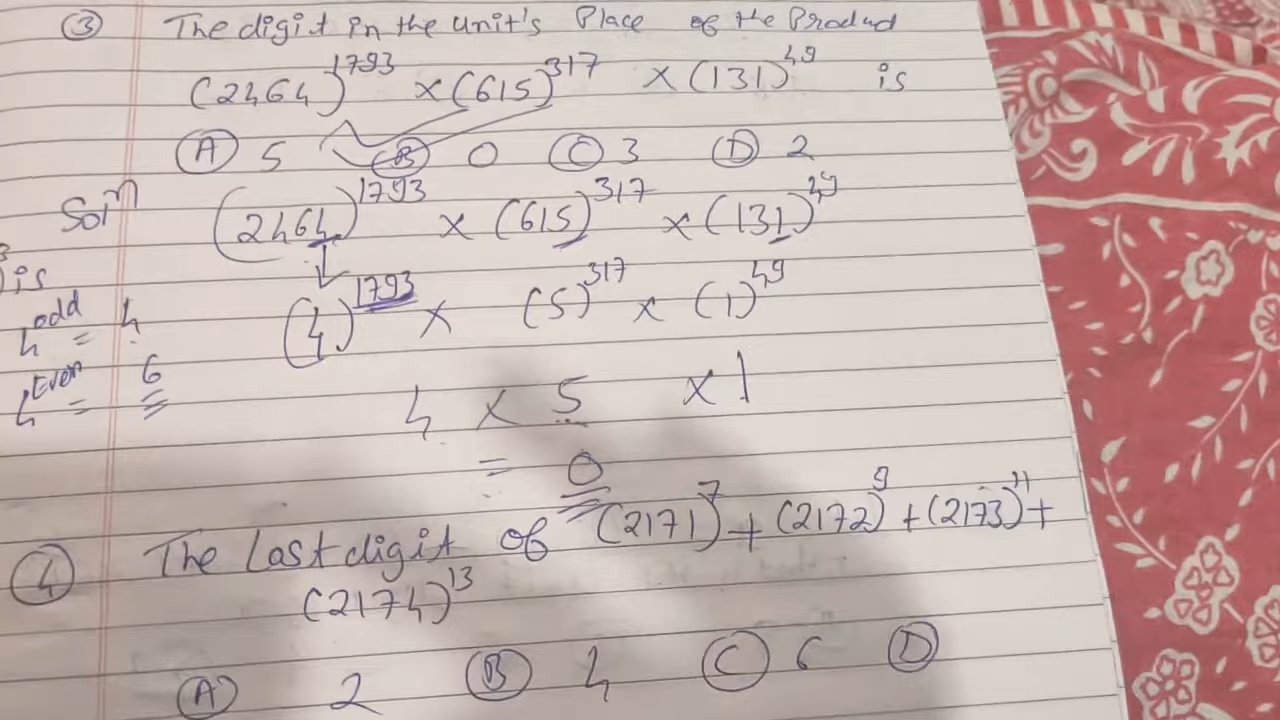 ③ The digit in the unit's Place of the Product
(2464)^1793 × (615)^317 × (131)^49 is
Ⓐ 5 Ⓑ 0 Ⓒ 3 Ⓓ 2
Sol^n (2464)^1793 × (615)^317 × (131)^49
) is
(4)^1793 × (5)^317 × (1)^49
4^odd = 4
4^Even = 6
4 × 5 × 1
= 0
④ The Last digit of (2171)^7 + (2172)^9 + (2173)^11 +
(2174)^13
Ⓐ 2 Ⓑ 4 Ⓒ 6 Ⓓ